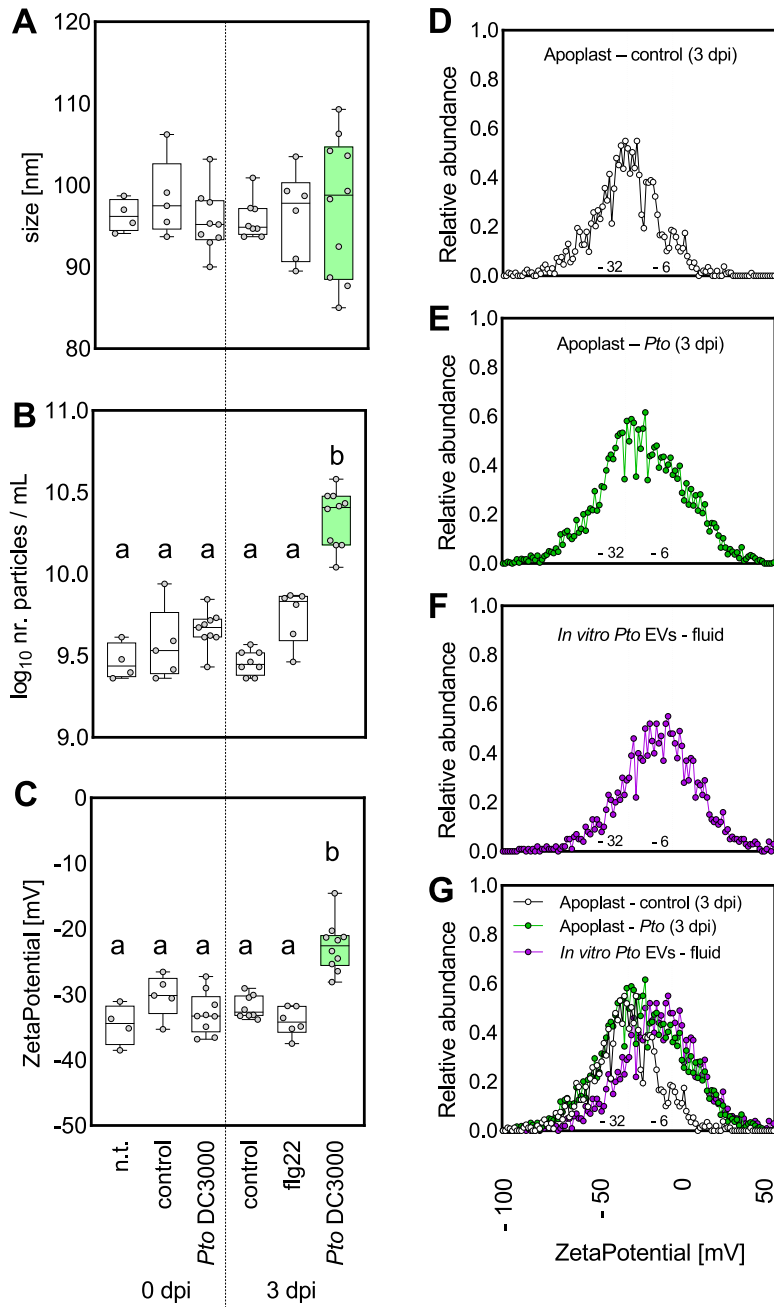 A
120
110
100
90
80
size [nm]
B
11.0
10.5
10.0
9.5
9.0
log10 nr. particles / mL
a
a
a
a
a
b
C
0
-10
-20
-30
-40
-50
ZetaPotential [mV]
a
a
a
a
a
b
n.t.
control
Pto DC3000
control
flg22
Pto DC3000
0 dpi
3 dpi
D
Apoplast – control (3 dpi)
1.0
0.8
0.6
0.4
0.2
0.0
Relative abundance
- 32
- 6
E
Apoplast – Pto (3 dpi)
1.0
0.8
0.6
0.4
0.2
0.0
Relative abundance
- 32
- 6
F
In vitro Pto EVs - fluid
1.0
0.8
0.6
0.4
0.2
0.0
Relative abundance
- 32
- 6
G
Apoplast - control (3 dpi)
Apoplast - Pto (3 dpi)
In vitro Pto EVs - fluid
1.0
0.8
0.6
0.4
0.2
0.0
Relative abundance
- 32
- 6
- 100
-50
0
50
ZetaPotential [mV]